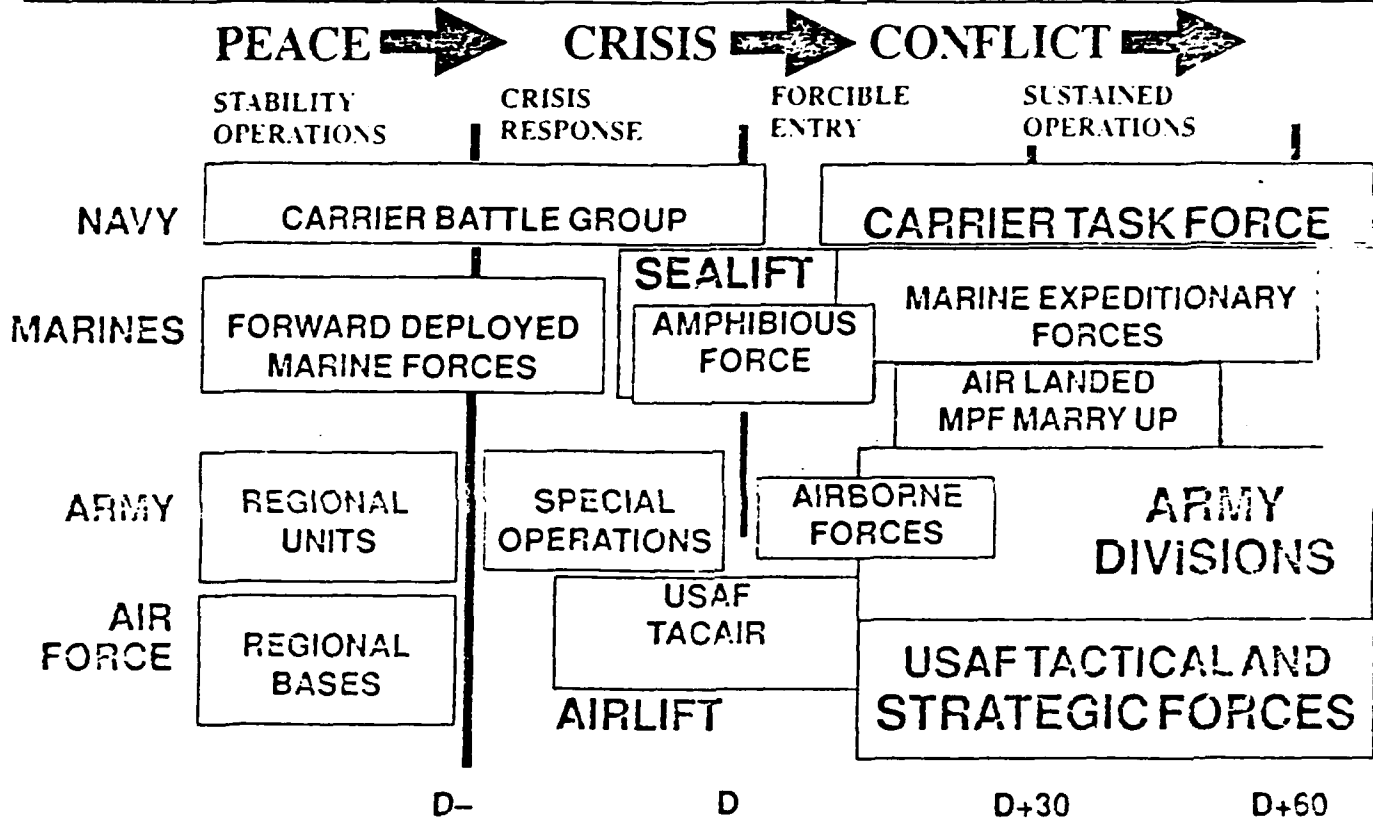 PEACE CRISIS CONFLICT
STABILITY OPERATIONS
CRISIS RESPONSE
FORCIBLE ENTRY
SUSTAINED OPERATIONS
NAVY
CARRIER BATTLE GROUP
CARRIER TASK FORCE
MARINES
FORWARD DEPLOYED
MARINE FORCES
SEALIFT
AMPHIBIOUS
FORCE
MARINE EXPEDITIONARY
FORCES
AIR LANDED
MPF MARRY UP
ARMY
REGIONAL
UNITS
SPECIAL
OPERATIONS
AIRBORNE
FORCES
ARMY
DIVISIONS
AIR
FORCE
REGIONAL
BASES
USAF
TACAIR
AIRLIFT
USAF TACTICAL AND
STRATEGIC FORCES
D– D D+30 D+60